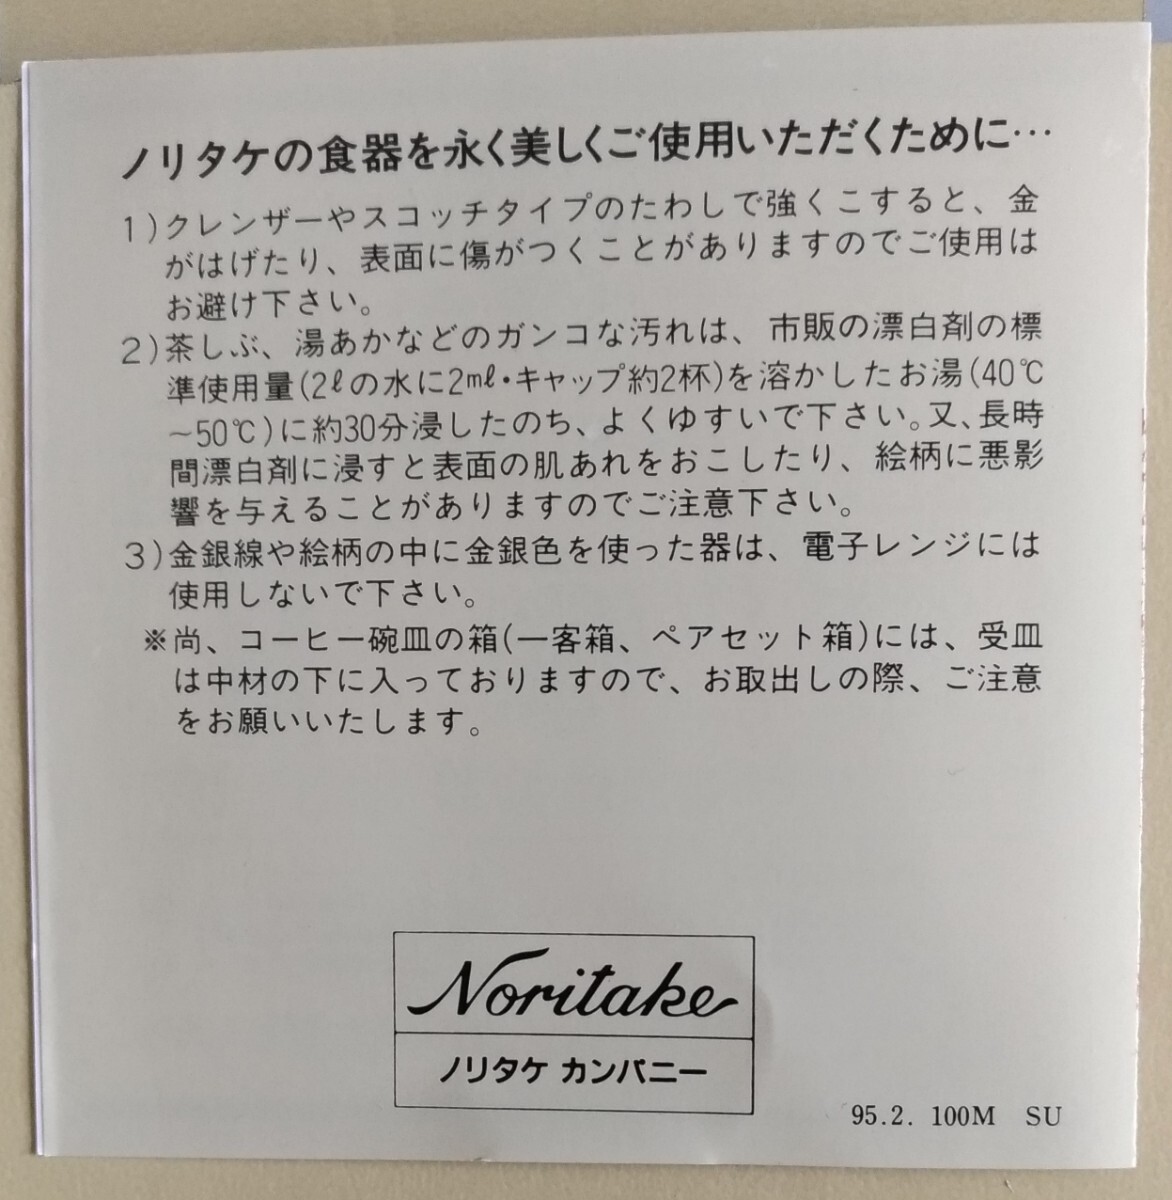 ノリタケの食器を永く美しくご使用いただくために…
1)クレンザーやスコッチタイプのたわしで強くこすると、金
がはげたり、表面に傷がつくことがありますのでご使用は
お避け下さい。
2)茶しぶ、湯あかなどのガンコな汚れは、市販の漂白剤の標
準使用量(2ℓの水に2mℓ・キャップ約2杯)を溶かしたお湯(40℃
～50℃)に約30分浸したのち、よくゆすいで下さい。又、長時
間漂白剤に浸すと表面の肌あれをおこしたり、絵柄に悪影
響を与えることがありますのでご注意下さい。
3)金銀線や絵柄の中に金銀色を使った器は、電子レンジには
使用しないで下さい。
※尚、コーヒー碗皿の箱(一客箱、ペアセット箱)には、受皿
は中材の下に入っておりますので、お取出しの際、ご注意
をお願いいたします。
Noritake
ノリタケ カンパニー
95.2. 100M SU